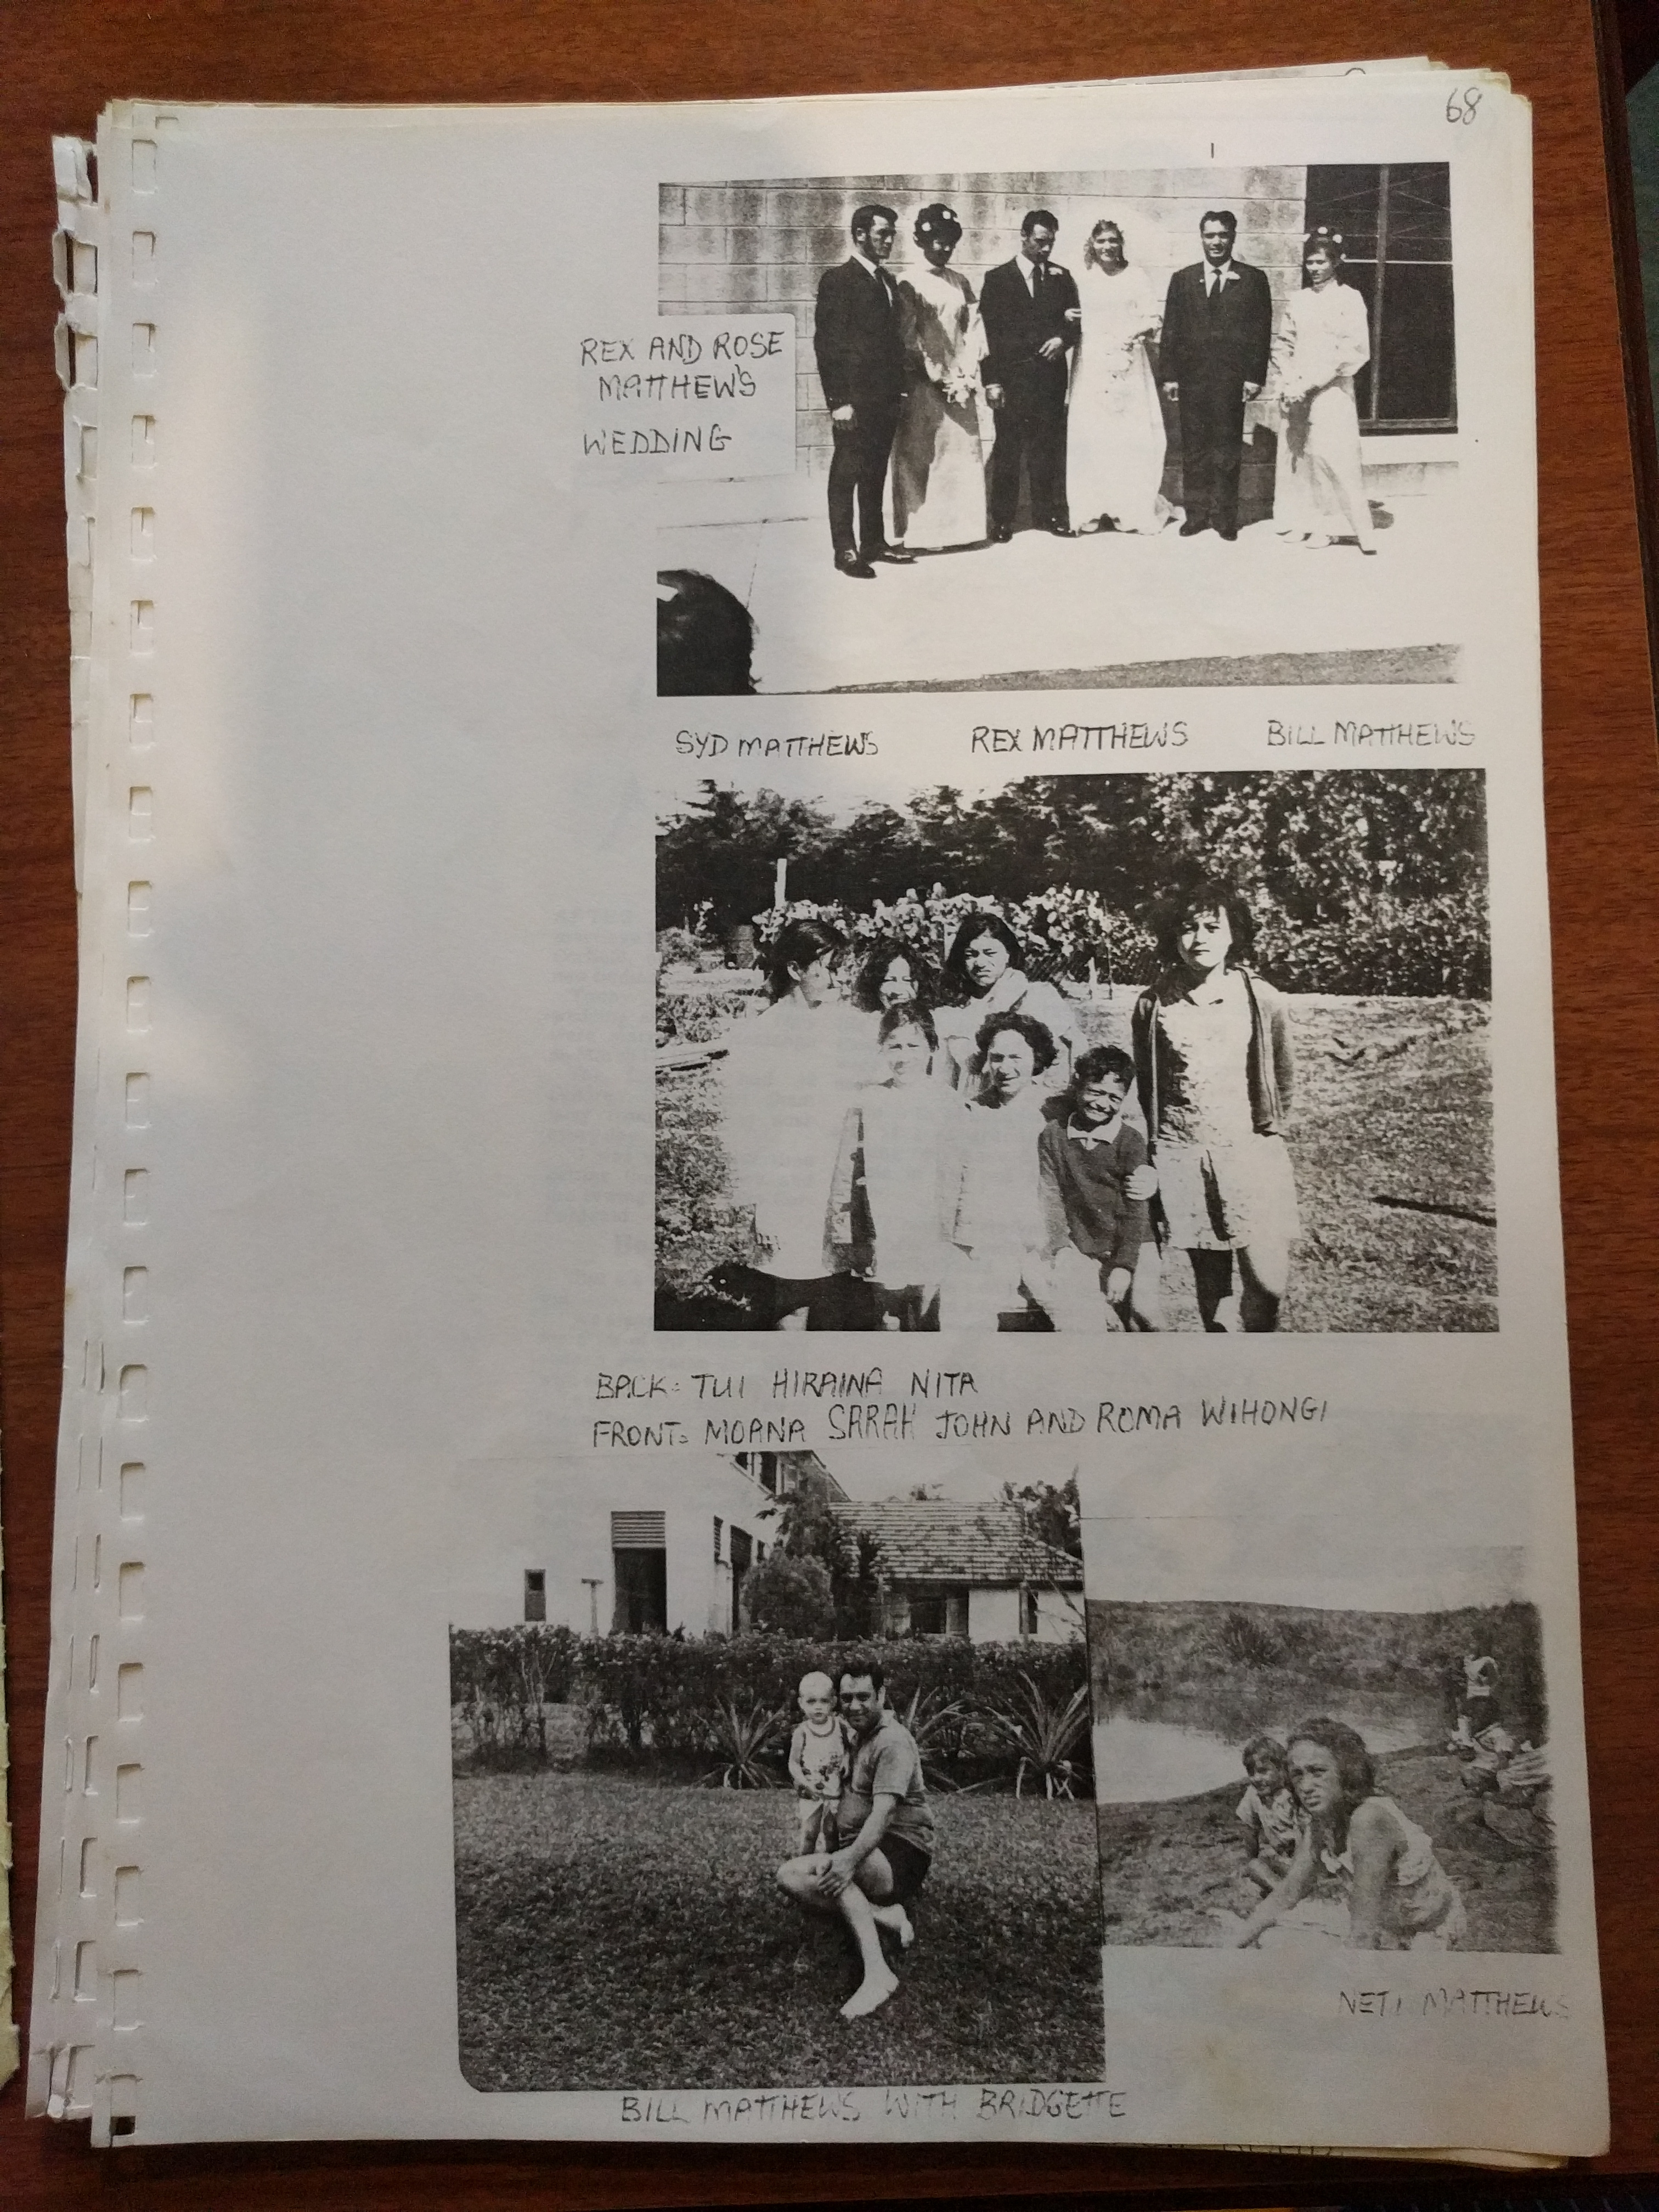 68
REX AND ROSE
MATTHEW'S
WEDDING
SYD MATTHEWS REX MATTHEWS BILL MATTHEWS
BACK: TUI HIRAINA NITA
FRONT: MOANA SARAH JOHN AND ROMA WIHONGI
NETI MATTHEWS
BILL MATTHEWS WITH BRIDGETTE